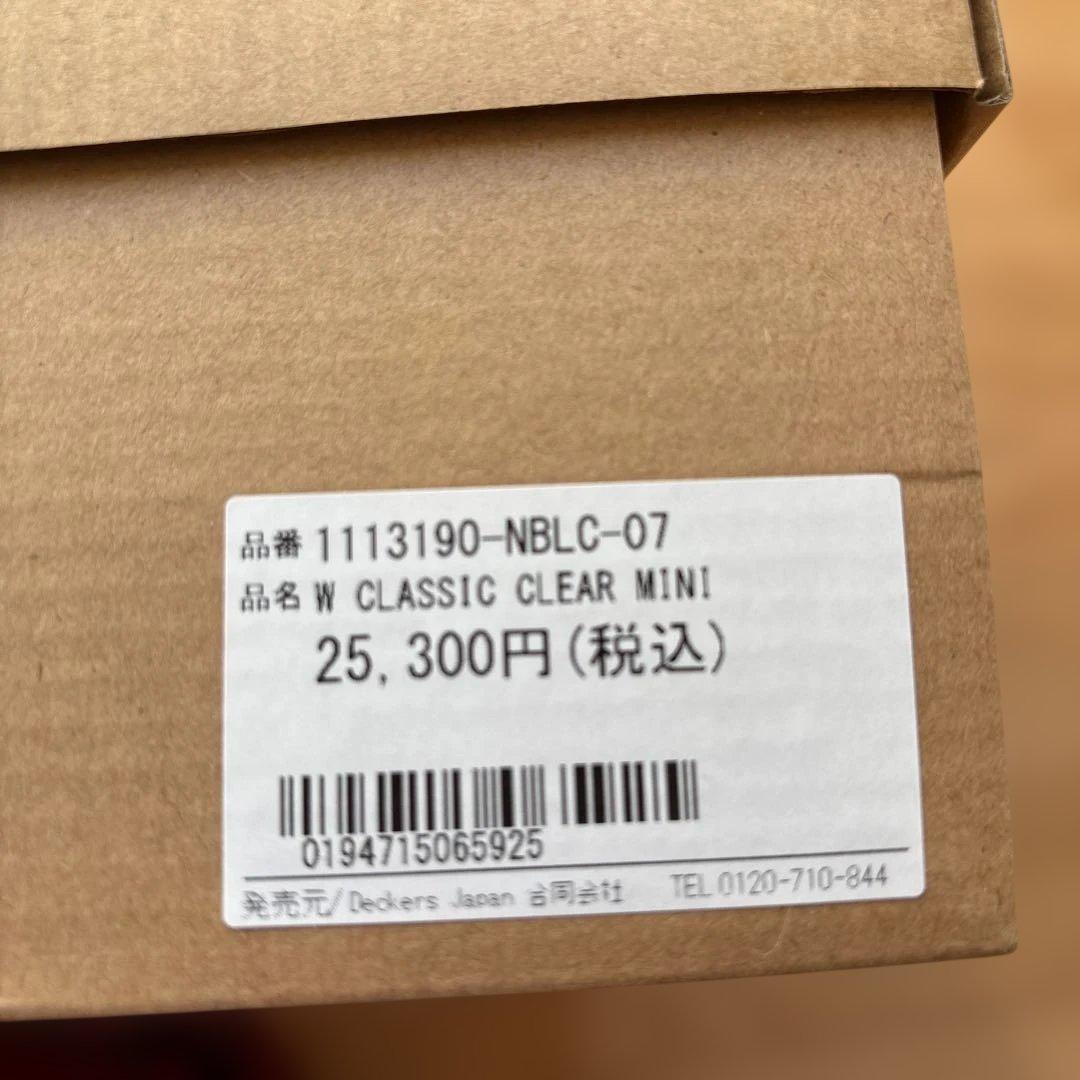 品番 1113190-NBLC-07
品名 W CLASSIC CLEAR MINI
25,300円(税込)
0194715065925
発売元/Deckers Japan 合同会社 TEL 0120-710-844